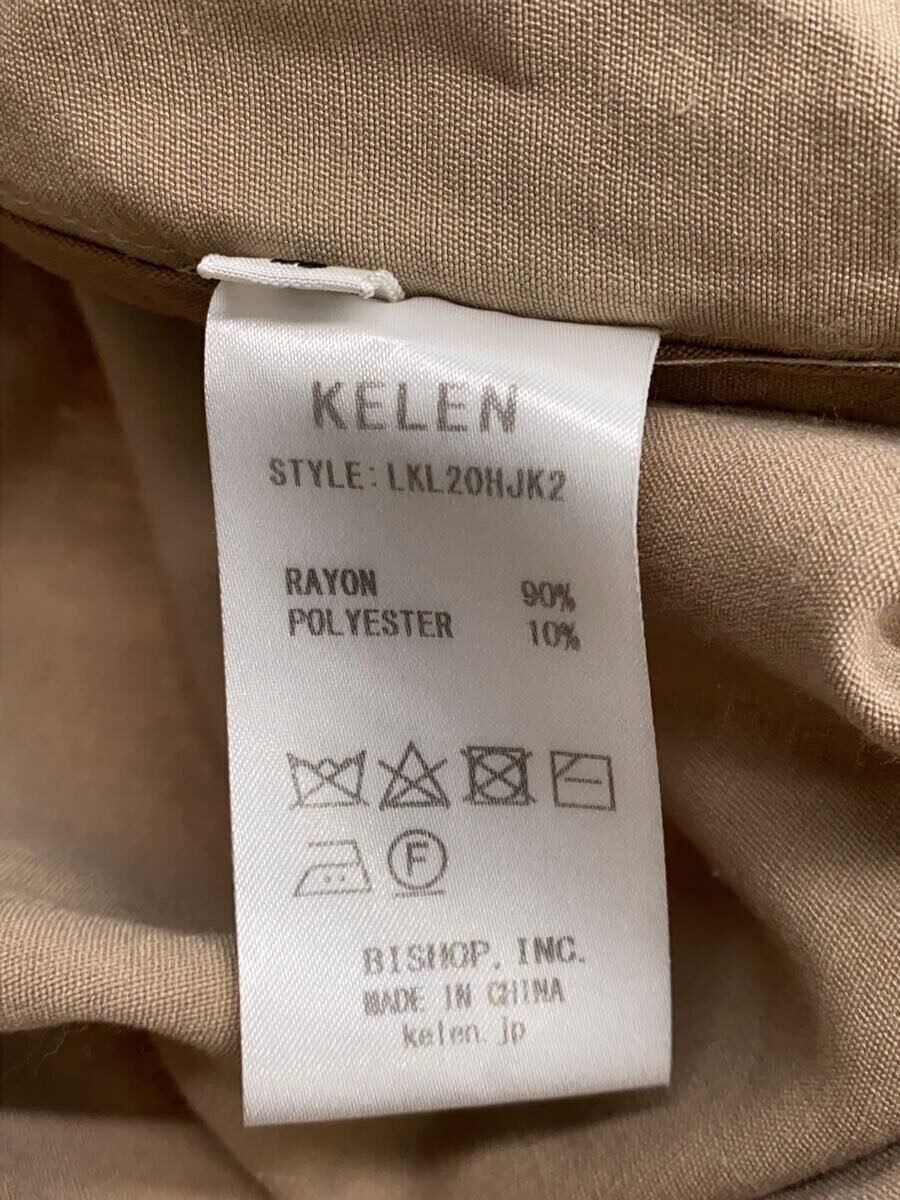 KELEN
STYLE: LKL20HJK2
RAYON 90%
POLYESTER 10%
F
BISHOP, INC.
MADE IN CHINA
kelen.jp